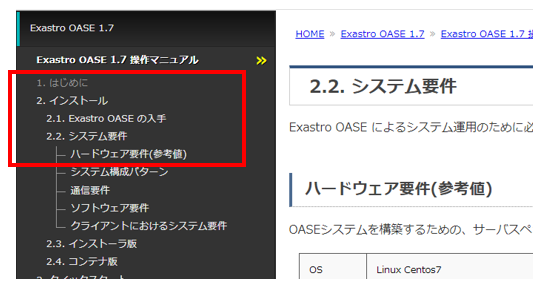 Exastro OASE 1.7
Exastro OASE 1.7 操作マニュアル »
1. はじめに
2. インストール
2.1. Exastro OASE の入手
2.2. システム要件
ハードウェア要件(参考値)
システム構成パターン
通信要件
ソフトウェア要件
クライアントにおけるシステム要件
2.3. インストーラ版
2.4. コンテナ版
HOME » Exastro OASE 1.7 » Exastro OASE 1.7
2.2. システム要件
Exastro OASE によるシステム運用のために必
ハードウェア要件(参考値)
OASEシステムを構築するための、サーバスペ
OS Linux Centos7